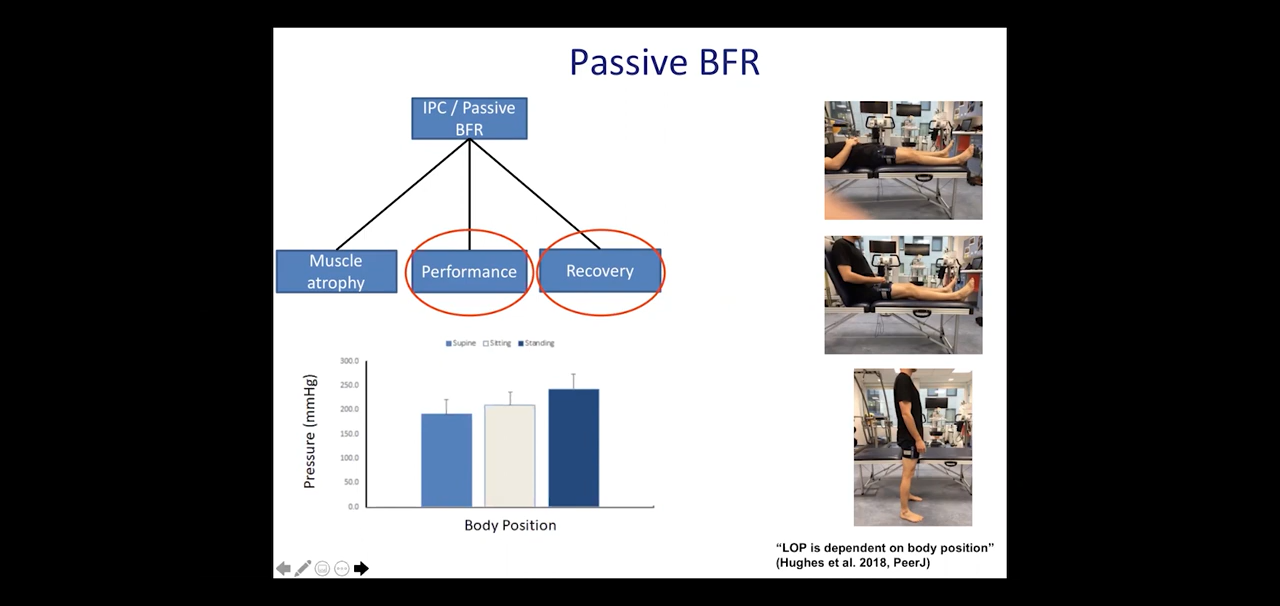 Passive BFR
IPC / Passive
BFR
Muscle
atrophy
Performance
Recovery
Supine
Sitting
Standing
300.0
250.0
200.0
150.0
100.0
50.0
0.0
Pressure (mmHg)
Body Position
“LOP is dependent on body position”
(Hughes et al. 2018, PeerJ)